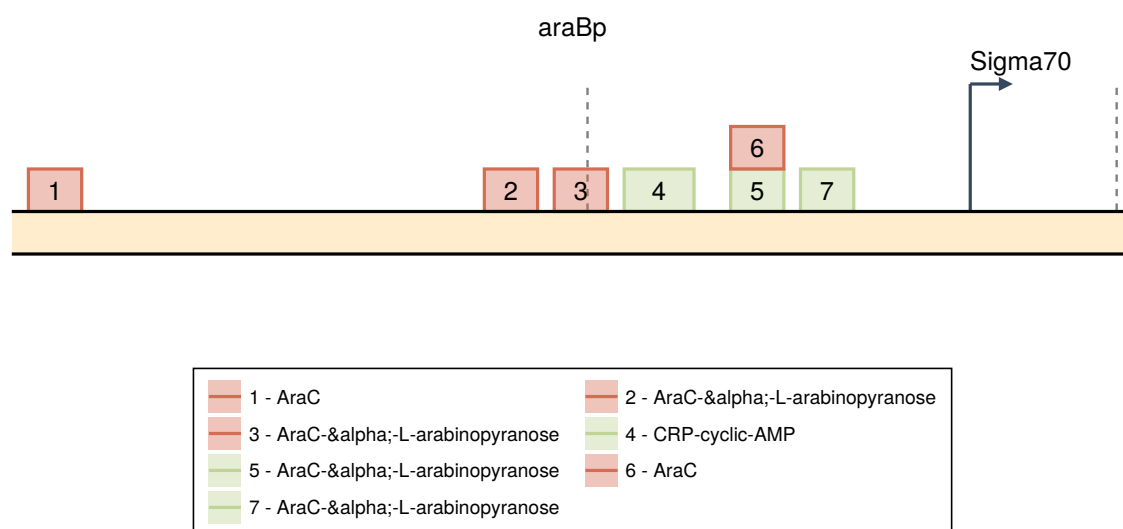 araBp
Sigma70
6
1 2 3 4 5 7
1 - AraC
2 - AraC-&alpha;-L-arabinopyranose
3 - AraC-&alpha;-L-arabinopyranose
4 - CRP-cyclic-AMP
5 - AraC-&alpha;-L-arabinopyranose
6 - AraC
7 - AraC-&alpha;-L-arabinopyranose